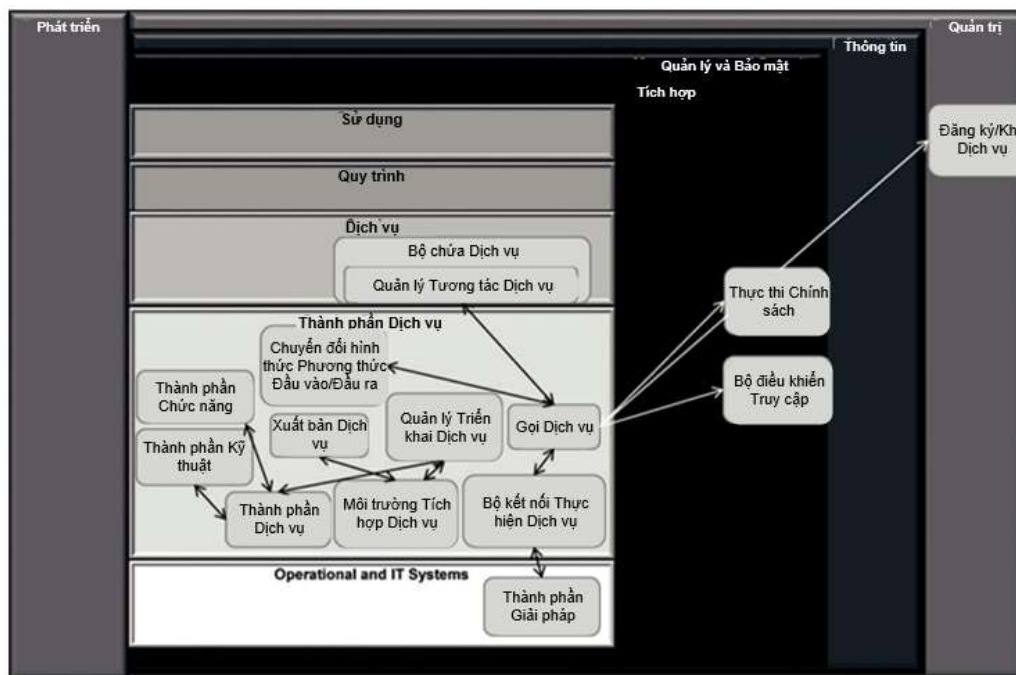 Phát triển
Quản trị
Thông tin
Quản lý và Bảo mật
Tích hợp
Sử dụng
Đăng ký/Kh
Dịch vụ
Quy trình
Dịch vụ
Bộ chứa Dịch vụ
Quản lý Tương tác Dịch vụ
Thực thi Chính
sách
Thành phần Dịch vụ
Chuyển đổi hình
thức Phương thức
Đầu vào/Đầu ra
Bộ điều khiển
Truy cập
Thành phần
Chức năng
Xuất bản Dịch
vụ
Quản lý Triển
khai Dịch vụ
Gọi Dịch vụ
Thành phần Kỹ
thuật
Thành phần
Dịch vụ
Môi trường Tích
hợp Dịch vụ
Bộ kết nối Thực
hiện Dịch vụ
Operational and IT Systems
Thành phần
Giải pháp